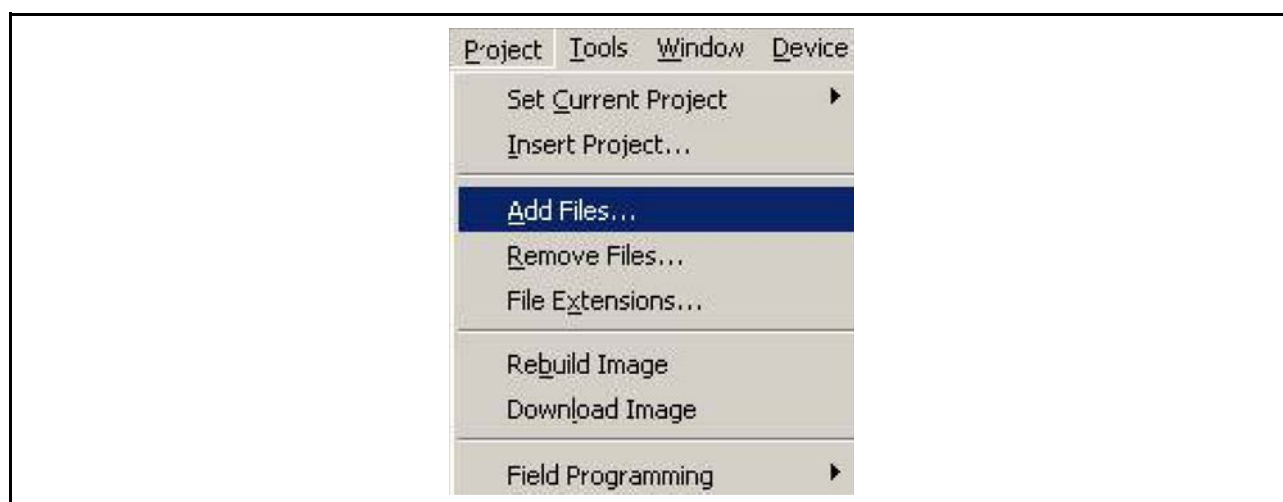 Project Tools Window Device
Set Current Project
Insert Project...
Add Files...
Remove Files...
File Extensions...
Rebuild Image
Download Image
Field Programming